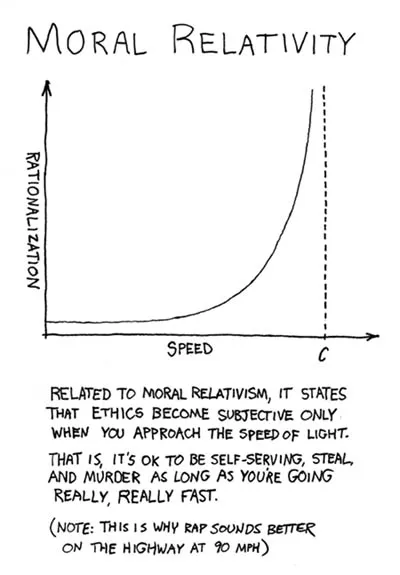 MORAL RELATIVITY
RATIONALIZATION
SPEED
C
RELATED TO MORAL RELATIVISM, IT STATES
THAT ETHICS BECOME SUBJECTIVE ONLY
WHEN YOU APPROACH THE SPEED OF LIGHT.
THAT IS, IT'S OK TO BE SELF-SERVING, STEAL,
AND MURDER AS LONG AS YOU'RE GOING
REALLY, REALLY FAST.
(NOTE: THIS IS WHY RAP SOUNDS BETTER
ON THE HIGHWAY AT 90 MPH)